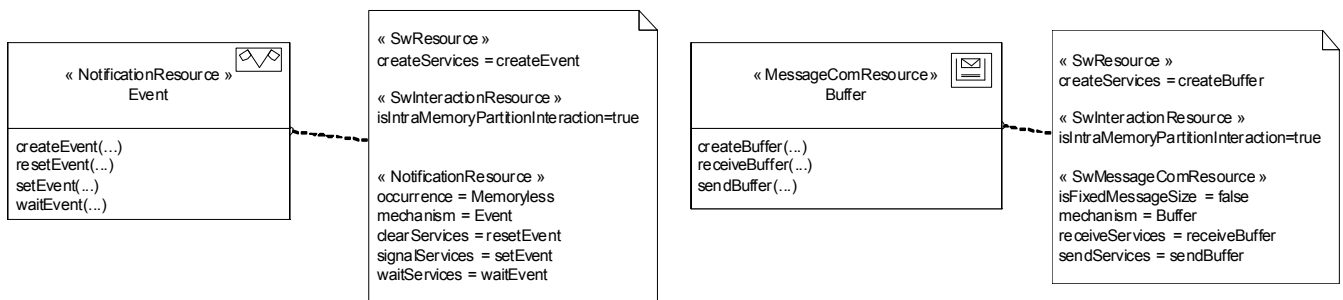 « NotificationResource »
Event
createEvent(...)
resetEvent(...)
setEvent(...)
waitEvent(...)
« SwResource »
createServices = createEvent
« SwInteractionResource »
isIntraMemoryPartitionInteraction=true
« NotificationResource »
occurrence = Memoryless
mechanism = Event
clearServices = resetEvent
signalServices = setEvent
waitServices = waitEvent
« MessageComResource»
Buffer
createBuffer(...)
receiveBuffer(...)
sendBuffer(...)
« SwResource »
createServices = createBuffer
« SwInteractionResource »
isIntraMemoryPartitionInteraction=true
« SwMessageComResource »
isFixedMessageSize = false
mechanism = Buffer
receiveServices = receiveBuffer
sendServices = sendBuffer